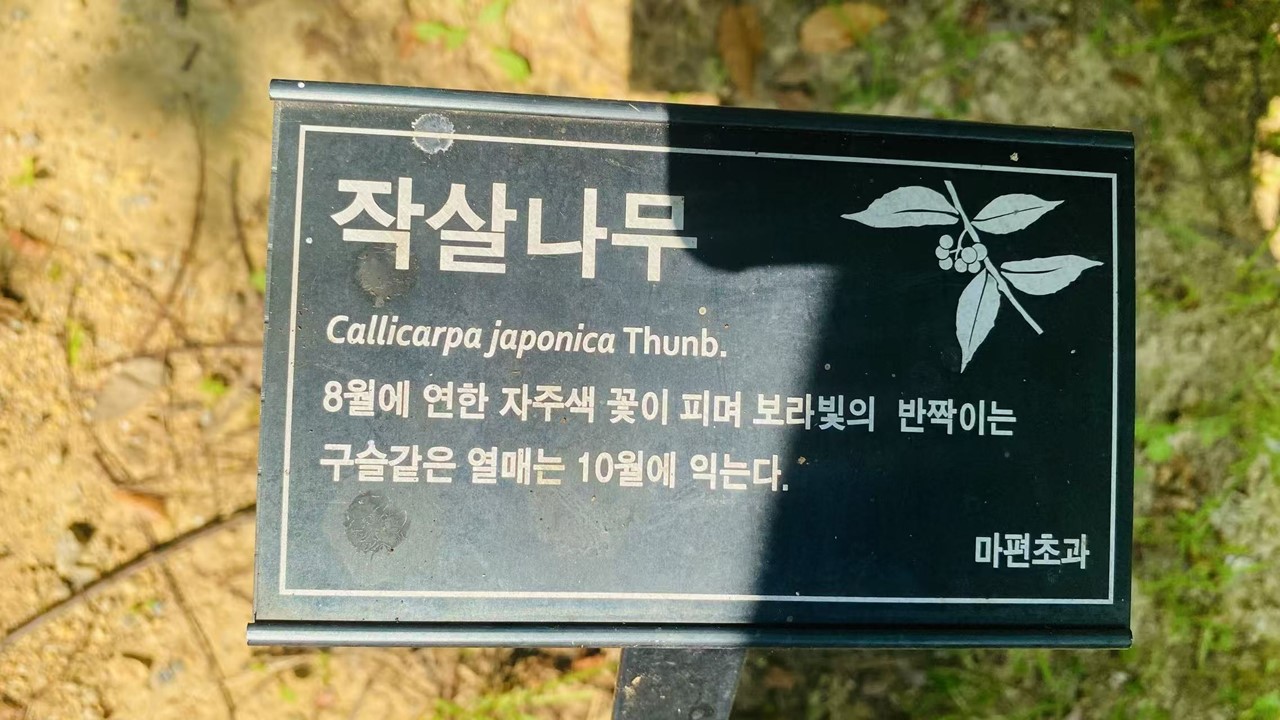 작살나무
Callicarpa japonica Thunb.
8월에 연한 자주색 꽃이 피며 보라빛의 반짝이는
구슬같은 열매는 10월에 익는다.
마편초과